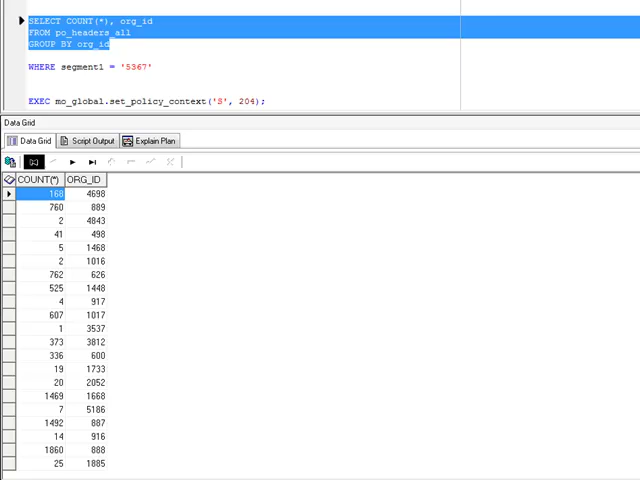 SELECT COUNT(*), org_id
FROM po_headers_all
GROUP BY org_id
WHERE segment1 = '5367'
EXEC mo_global.set_policy_context('S', 204);
Data Grid
Data Grid Script Output Explain Plan
COUNT(*) ORG_ID
168 4698
760 889
2 4843
41 498
5 1468
2 1016
762 626
525 1448
4 917
607 1017
1 3537
373 3812
336 600
19 1733
20 2052
1469 1668
7 5186
1492 887
14 916
1860 888
25 1885